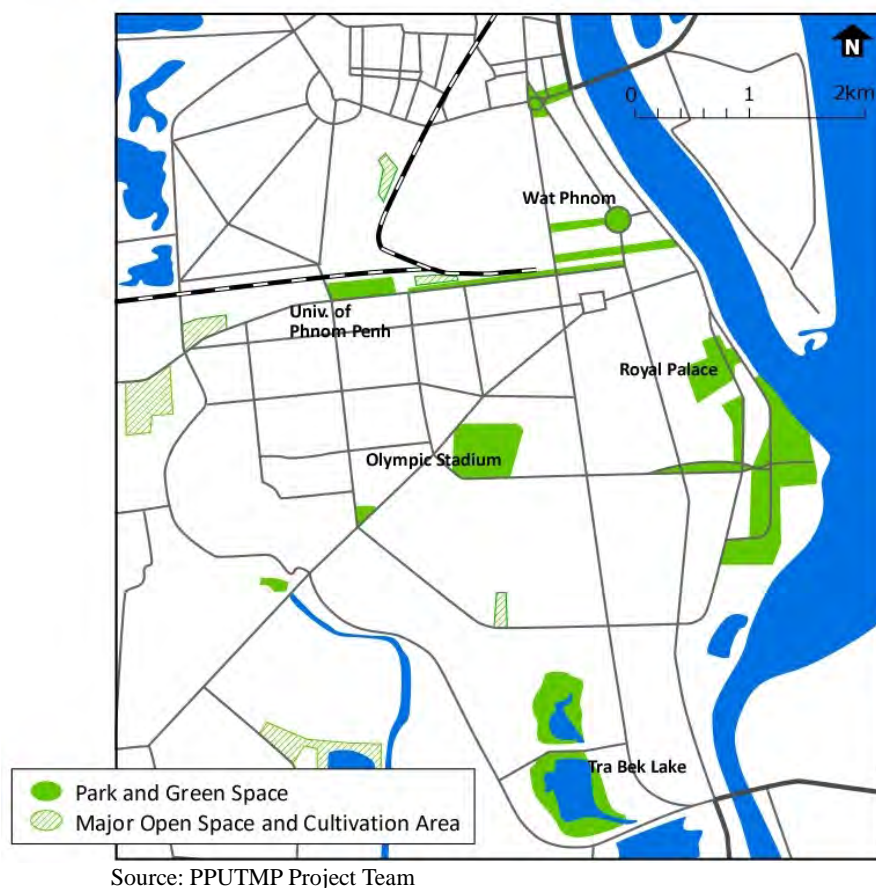 N
0 1 2km
Wat Phnom
Univ. of
Phnom Penh
Royal Palace
Olympic Stadium
Tra Bek Lake
Park and Green Space
Major Open Space and Cultivation Area
Source: PPUTMP Project Team